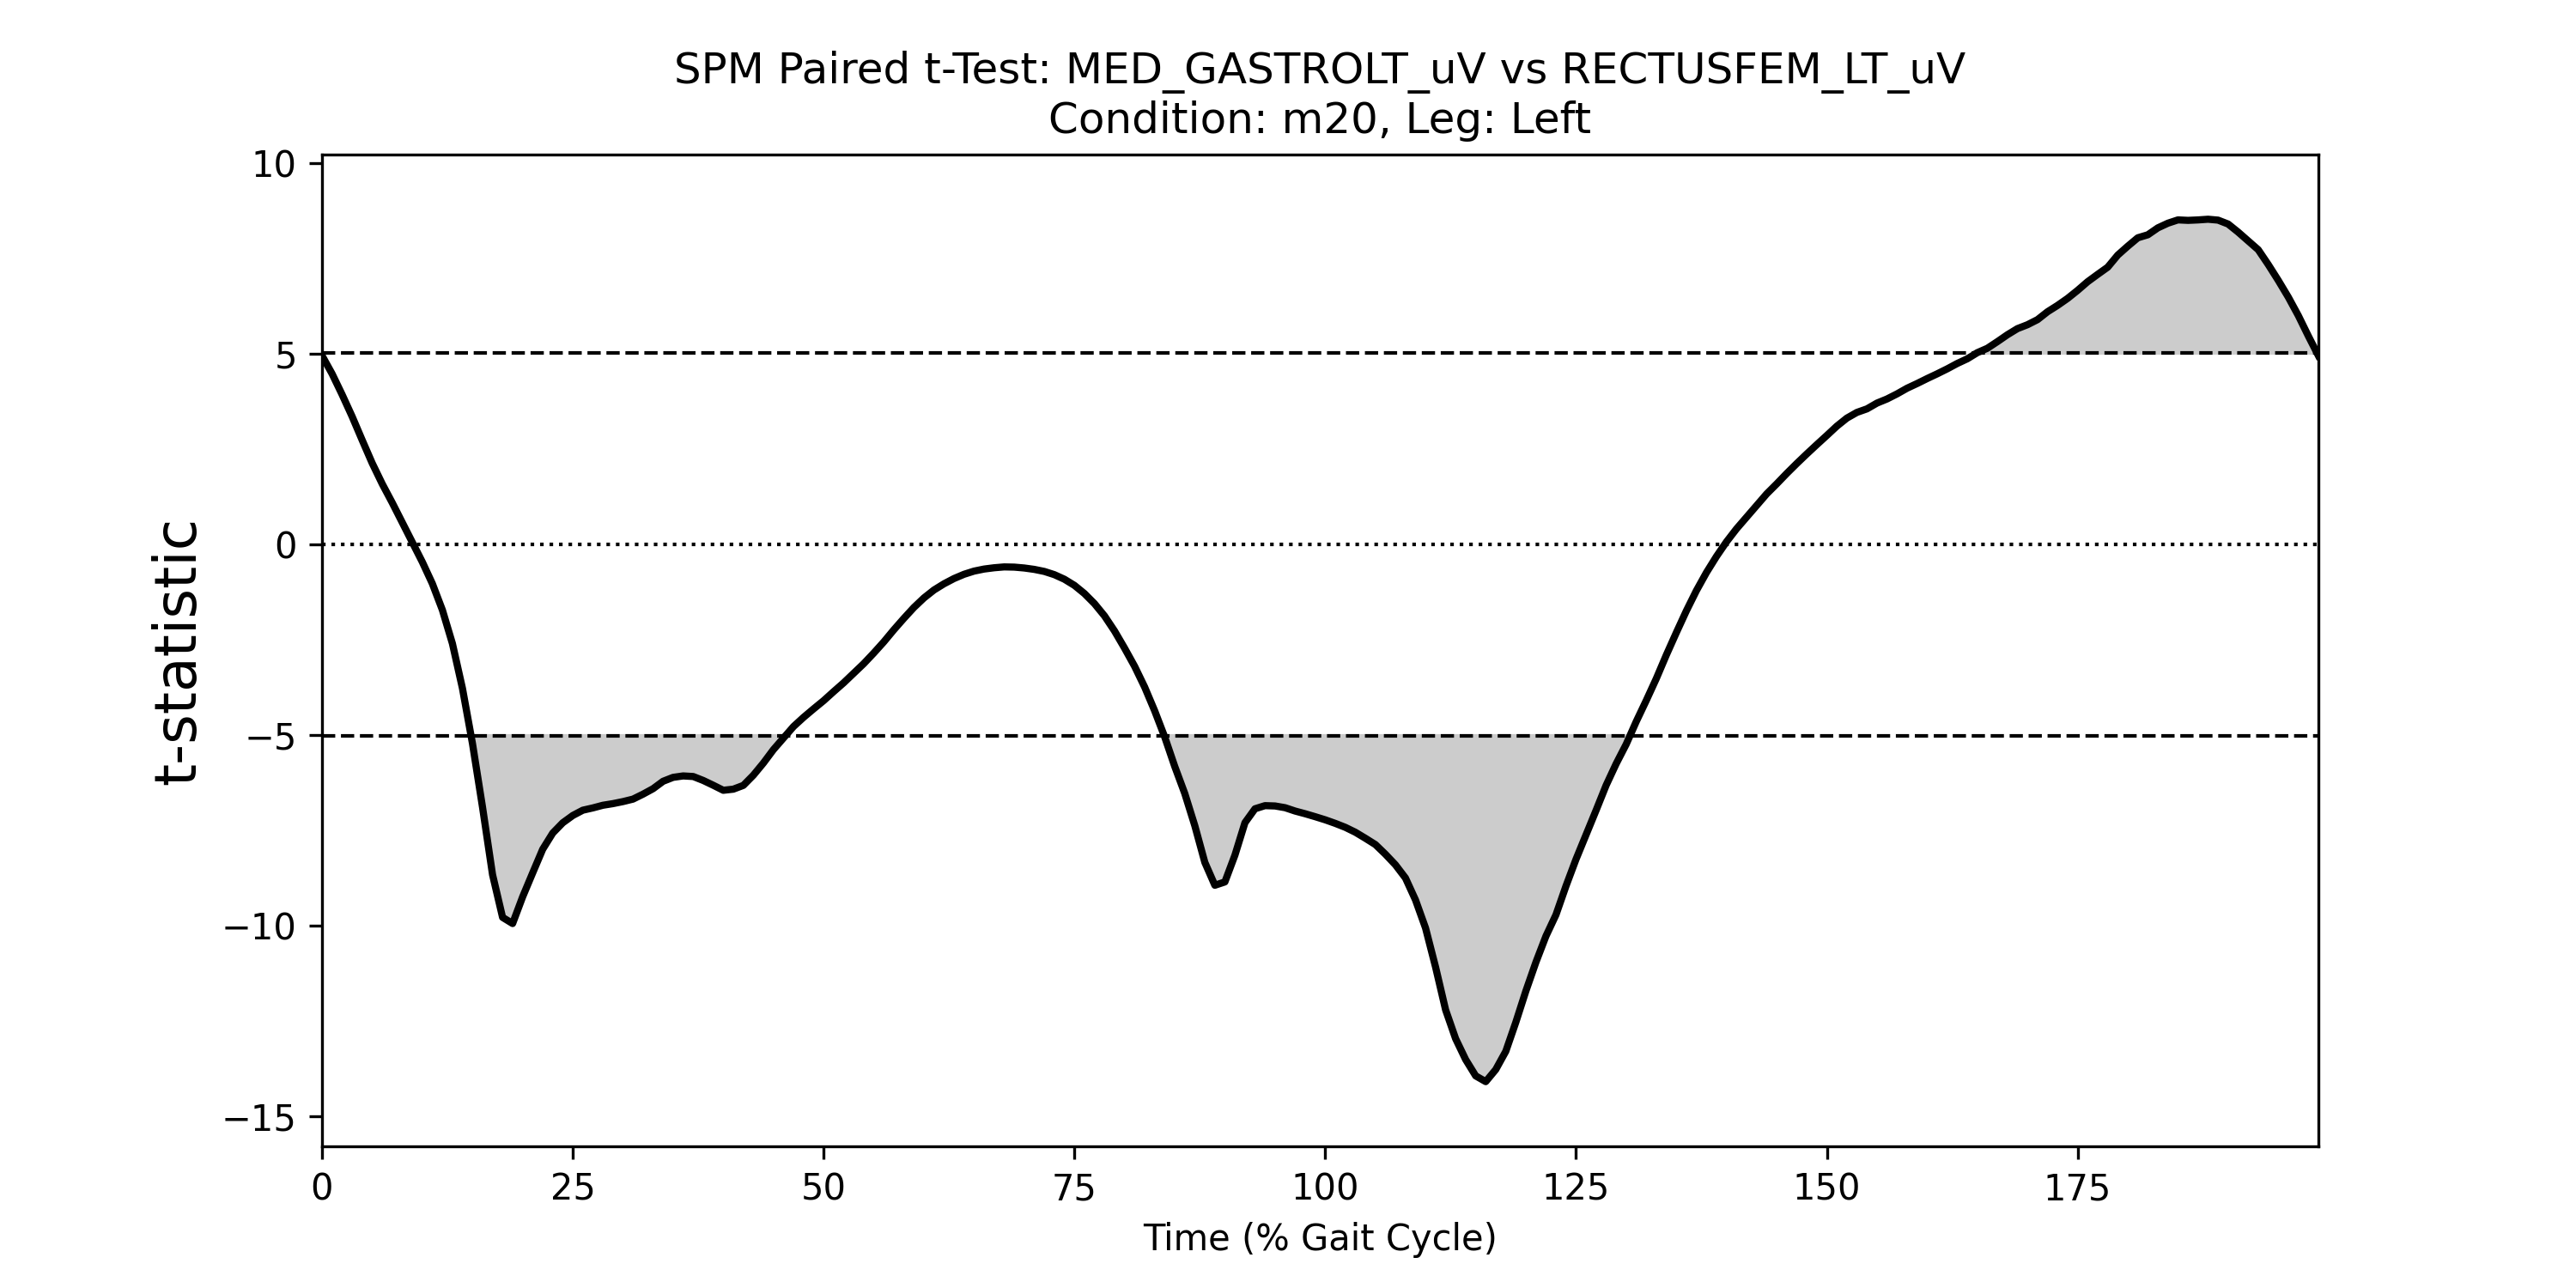 SPM Paired t-Test: MED_GASTROLT_uV vs RECTUSFEM_LT_uV
Condition: m20, Leg: Left
10
5
0
−5
−10
−15
t-statistic
0 25 50 75 100 125 150 175
Time (% Gait Cycle)